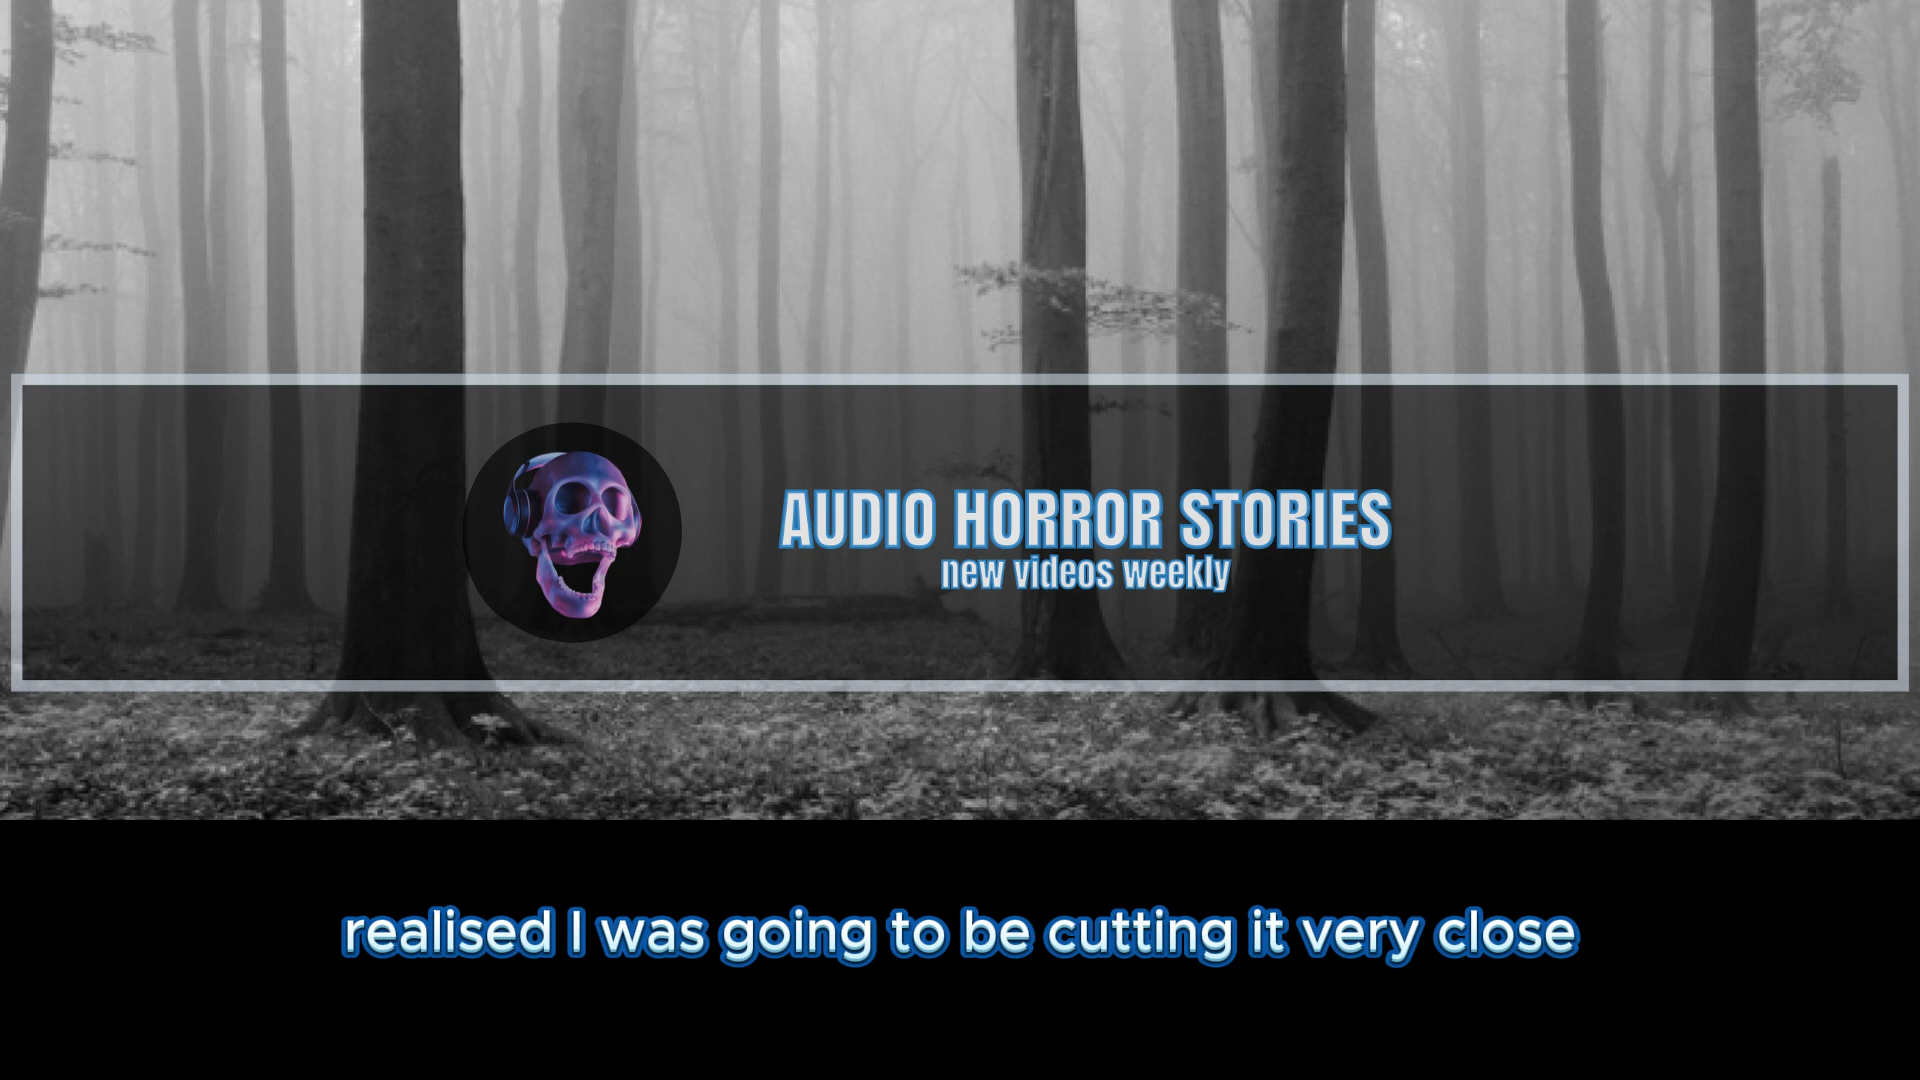 AUDIO HORROR STORIES
new videos weekly
realised I was going to be cutting it very close